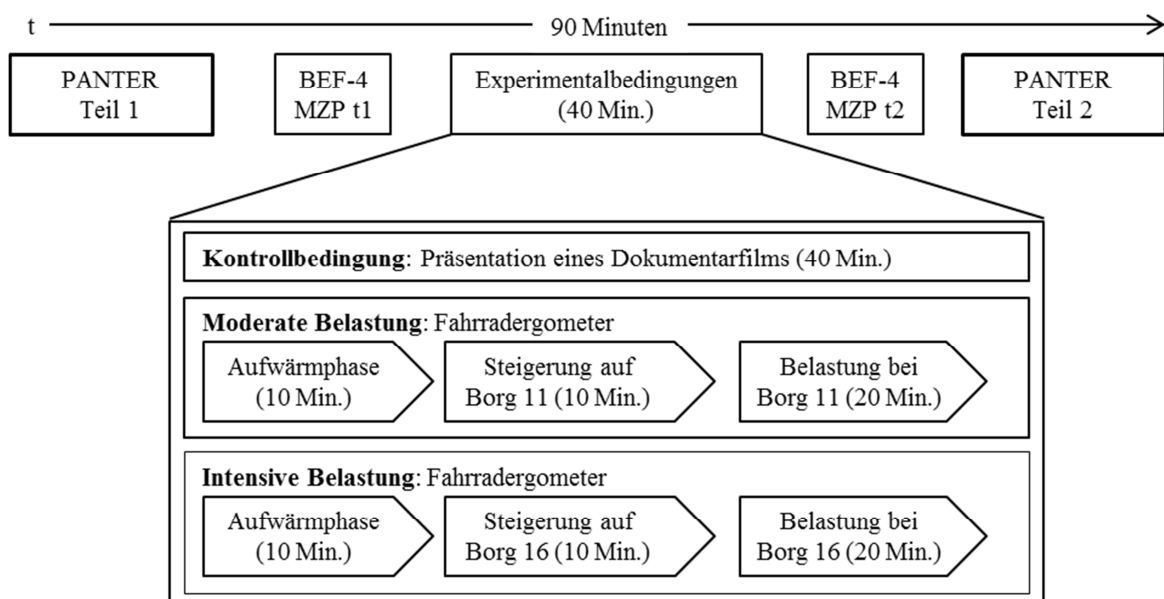 t
90 Minuten
PANTER
Teil 1
BEF-4
MZP t1
Experimentalbedingungen
(40 Min.)
BEF-4
MZP t2
PANTER
Teil 2
Kontrollbedingung: Präsentation eines Dokumentarfilms (40 Min.)
Moderate Belastung: Fahrradergometer
Aufwärmphase
(10 Min.)
Steigerung auf
Borg 11 (10 Min.)
Belastung bei
Borg 11 (20 Min.)
Intensive Belastung: Fahrradergometer
Aufwärmphase
(10 Min.)
Steigerung auf
Borg 16 (10 Min.)
Belastung bei
Borg 16 (20 Min.)